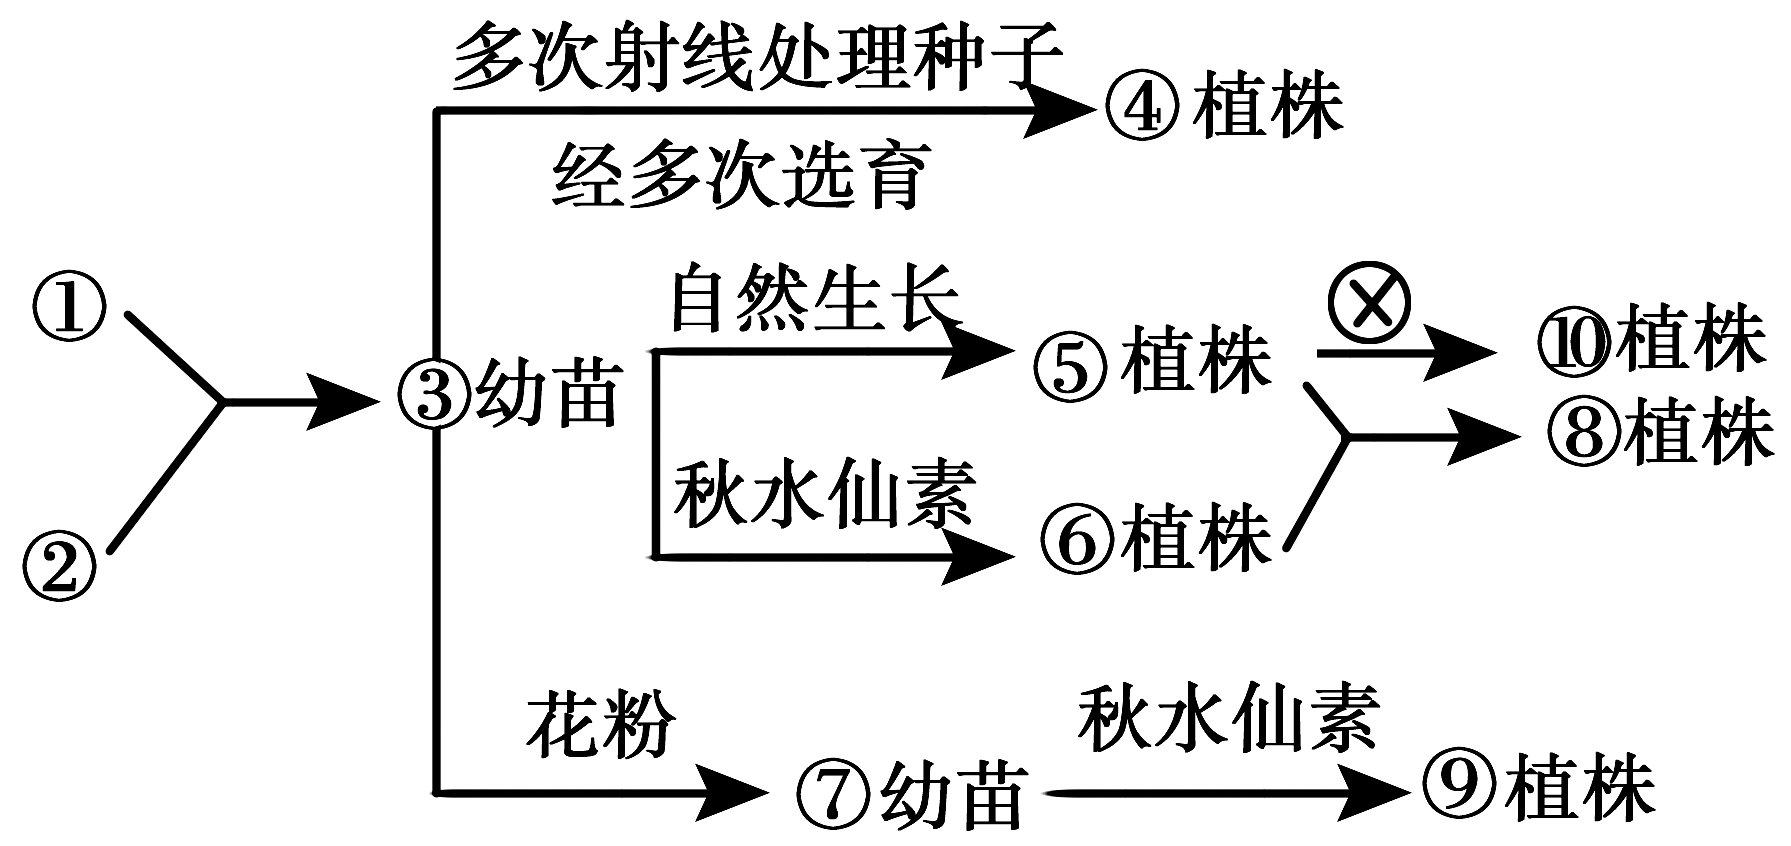 多次射线处理种子
④植株
经多次选育
①
自然生长
⑤植株
⑩植株
③幼苗
⑧植株
秋水仙素
②
⑥植株
花粉
秋水仙素
⑦幼苗
⑨植株